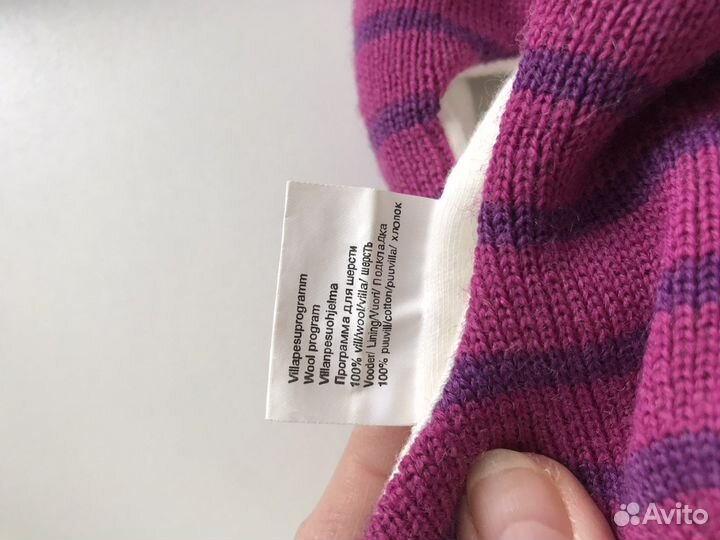 Villapesuprogramm
Wool program
Villanpesuohjelma
Программа для шерсти
100% vill/wool/villa/ шерсть
Vooder/ Lining/Vuori/ Подкладка
100% puuvill/cotton/puuvilla/ хлопок
Avito